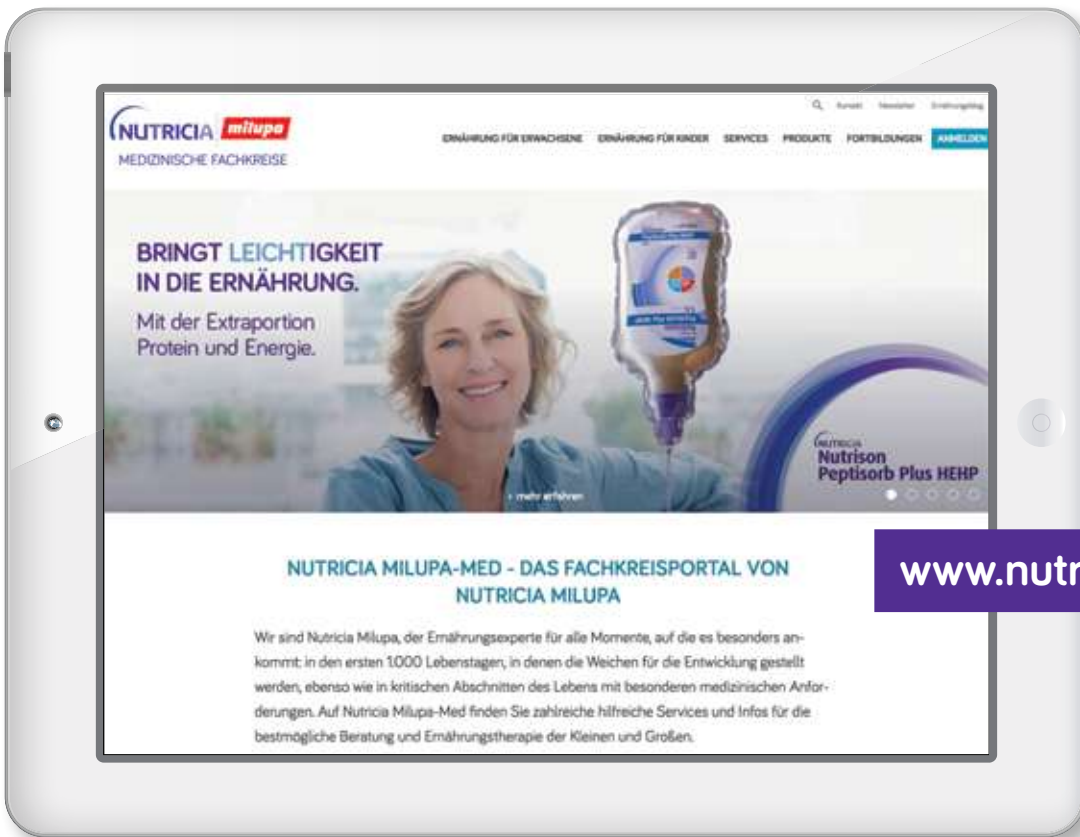 NUTRICIA milupa
MEDIZINISCHE FACHKREISE
Kontakt Newsletter Ernährungsblog
ERNÄHRUNG FÜR ERWACHSENE ERNÄHRUNG FÜR KINDER SERVICES PRODUKTE FORTBILDUNGEN ANMELDEN
BRINGT LEICHTIGKEIT
IN DIE ERNÄHRUNG.
Mit der Extraportion
Protein und Energie.
NUTRICIA
Nutrison
Peptisorb Plus HEHP
› mehr erfahren
www.nutr
NUTRICIA MILUPA-MED - DAS FACHKREISPORTAL VON
NUTRICIA MILUPA
Wir sind Nutricia Milupa, der Ernährungsexperte für alle Momente, auf die es besonders an-
kommt: in den ersten 1.000 Lebenstagen, in denen die Weichen für die Entwicklung gestellt
werden, ebenso wie in kritischen Abschnitten des Lebens mit besonderen medizinischen Anfor-
derungen. Auf Nutricia Milupa-Med finden Sie zahlreiche hilfreiche Services und Infos für die
bestmögliche Beratung und Ernährungstherapie der Kleinen und Großen.